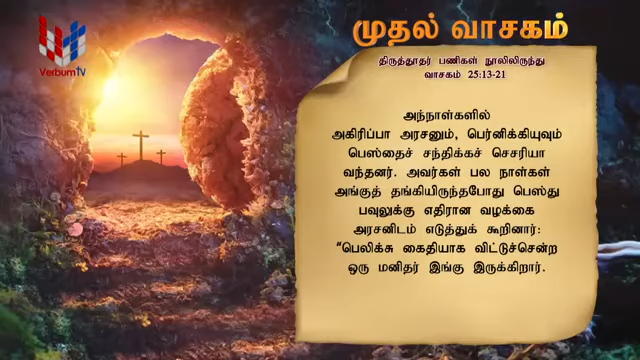 VerbumTV
முதல் வாசகம்
திருத்தூதர் பணிகள் நூலிலிருந்து
வாசகம் 25:13-21
அந்நாள்களில்
அகிரிப்பா அரசனும், பெர்னிக்கியுவும்
பெஸ்தைச் சந்திக்கச் செசரியா
வந்தனர். அவர்கள் பல நாள்கள்
அங்குத் தங்கியிருந்தபோது பெஸ்து
பவுலுக்கு எதிரான வழக்கை
அரசனிடம் எடுத்துக் கூறினார்:
“பெலிக்சு கைதியாக விட்டுச்சென்ற
ஒரு மனிதர் இங்கு இருக்கிறார்.